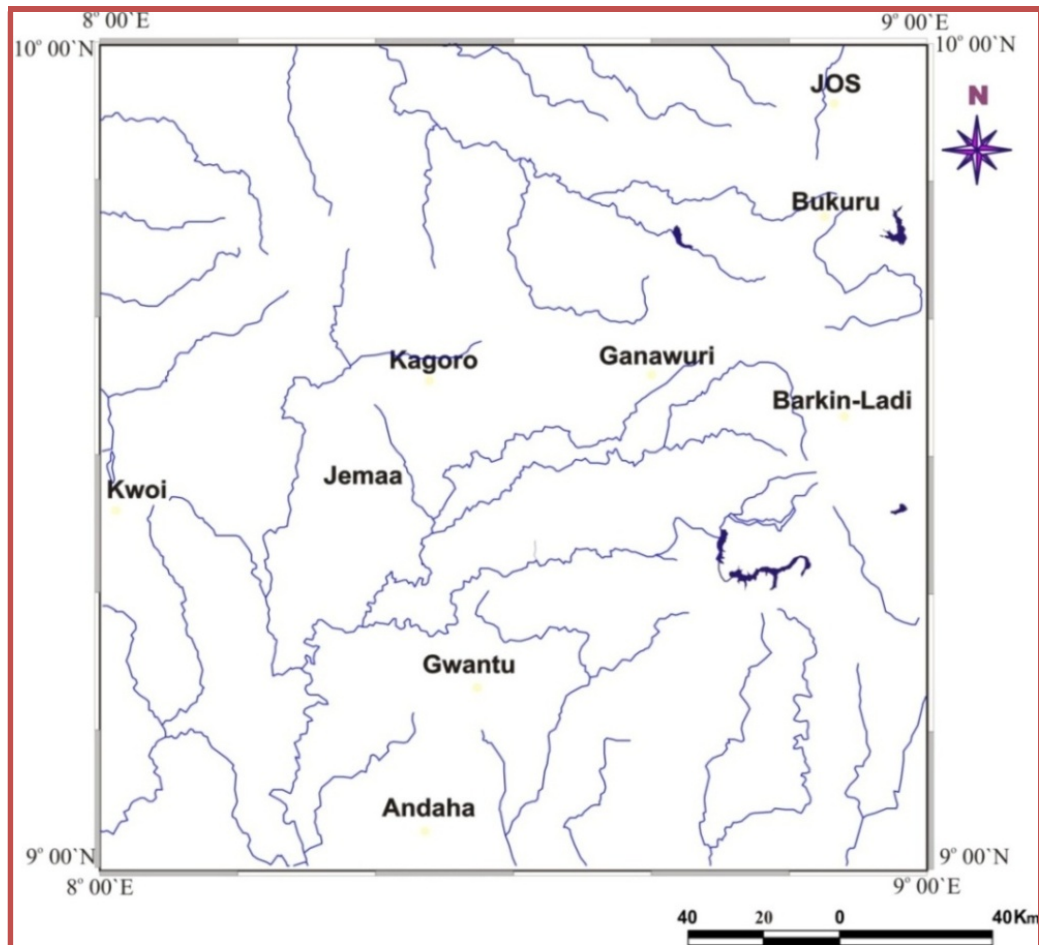 8° 00`E 9° 00`E
10° 00`N 10° 00`N
JOS
N
Bukuru
Kagoro Ganawuri
Barkin-Ladi
Jemaa
Kwoi
Gwantu
Andaha
9° 00`N 9° 00`N
8° 00`E 9° 00`E
40 20 0 40Km